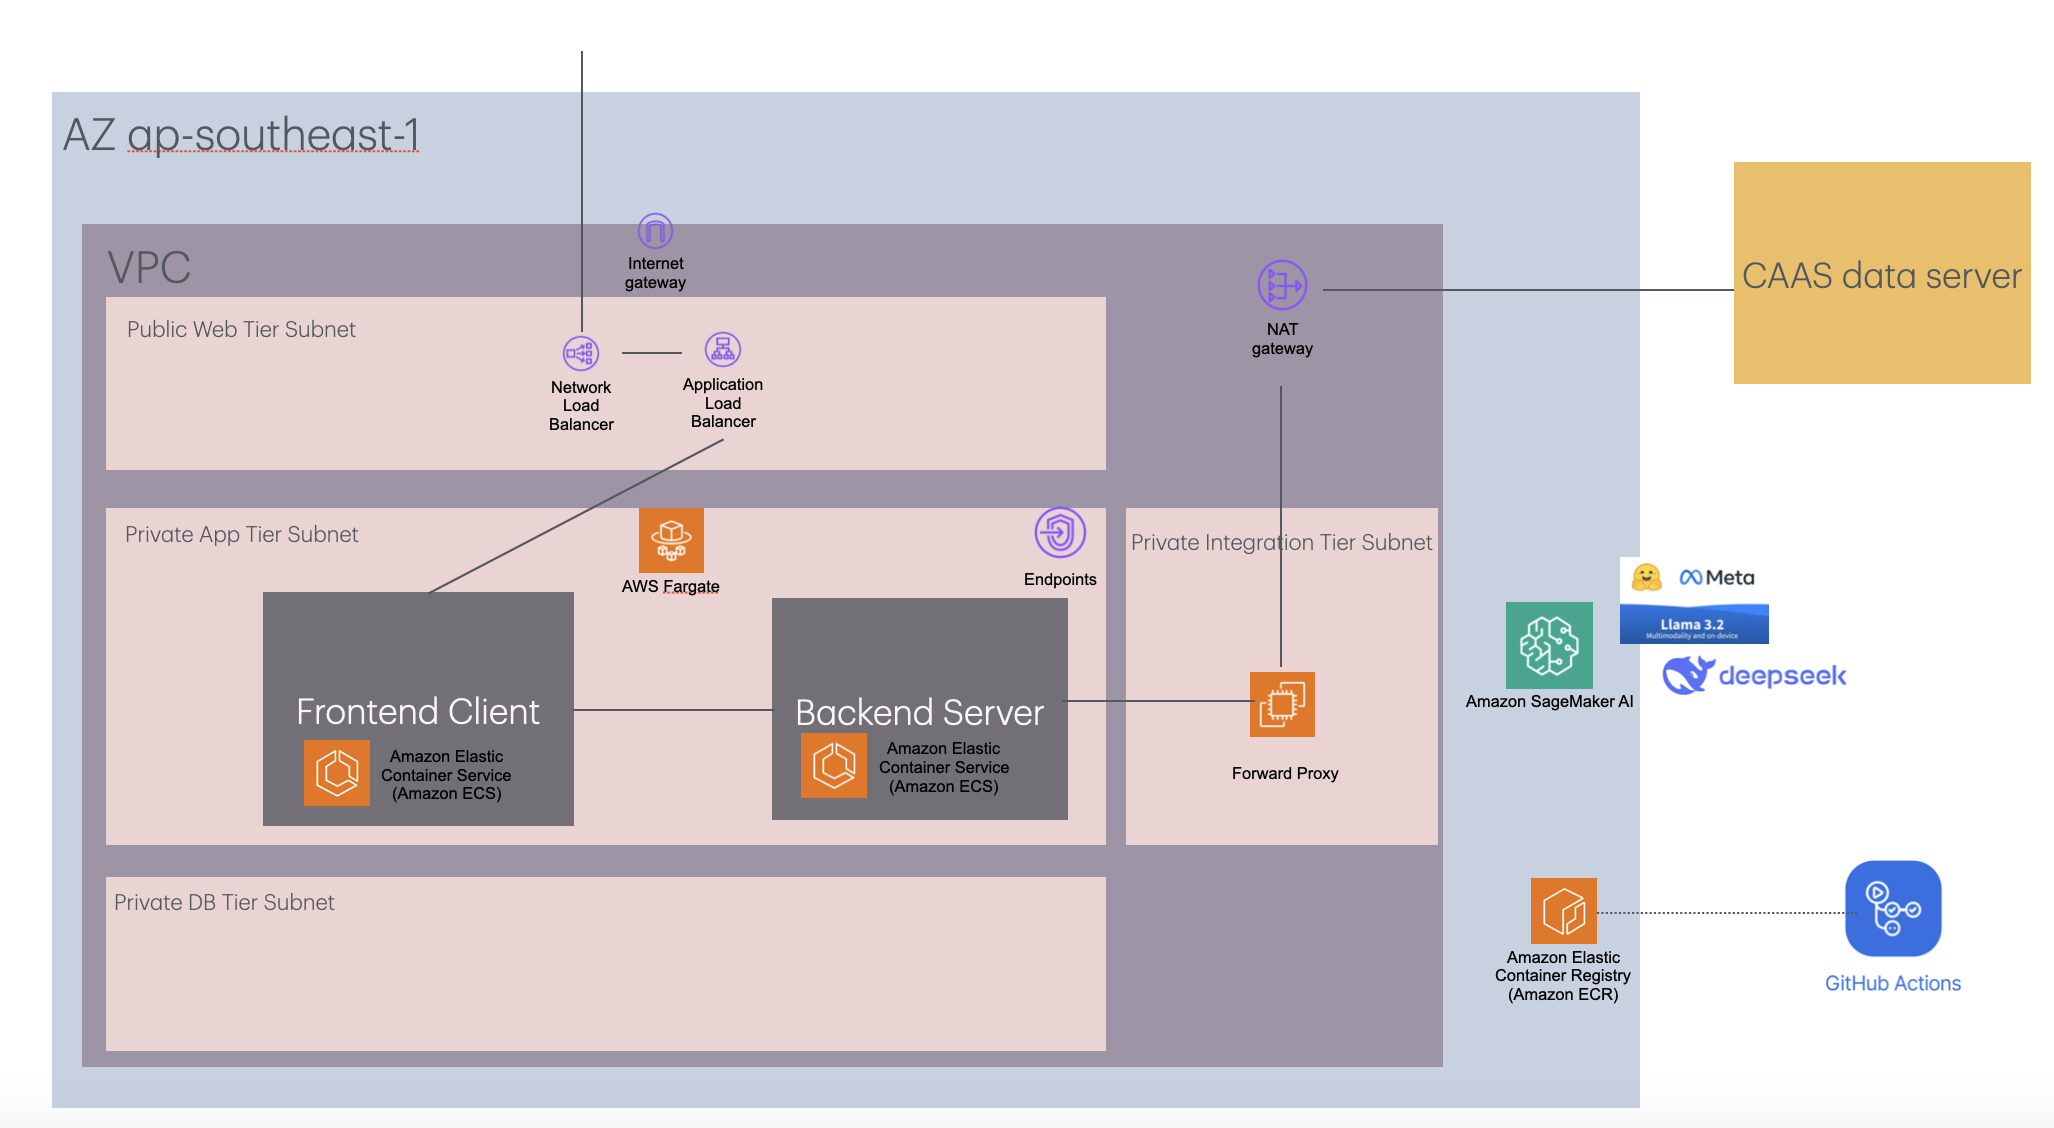 AZ ap-southeast-1
VPC
Internet
gateway
Public Web Tier Subnet
Network
Load
Balancer
Application
Load
Balancer
NAT
gateway
CAAS data server
Private App Tier Subnet
AWS Fargate
Endpoints
Private Integration Tier Subnet
Frontend Client
Amazon Elastic
Container Service
(Amazon ECS)
Backend Server
Amazon Elastic
Container Service
(Amazon ECS)
Forward Proxy
Meta
Llama 3.2
Multimodality and on-device
deepseek
Amazon SageMaker AI
Private DB Tier Subnet
Amazon Elastic
Container Registry
(Amazon ECR)
GitHub Actions